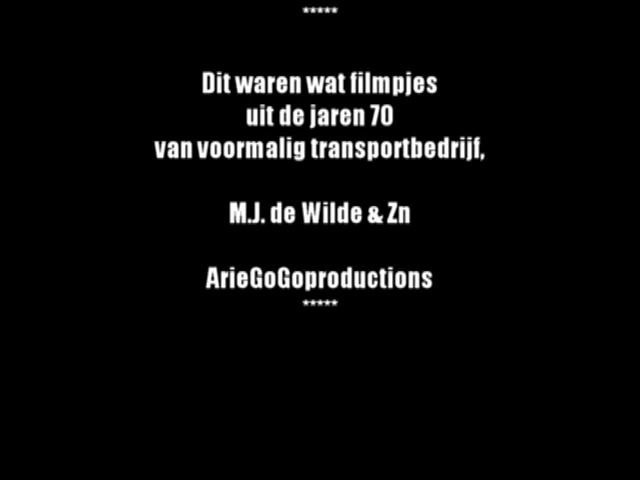 *****
Dit waren wat filmpjes
uit de jaren 70
van voormalig transportbedrijf,
M.J. de Wilde & Zn
ArieGoGoproductions
*****